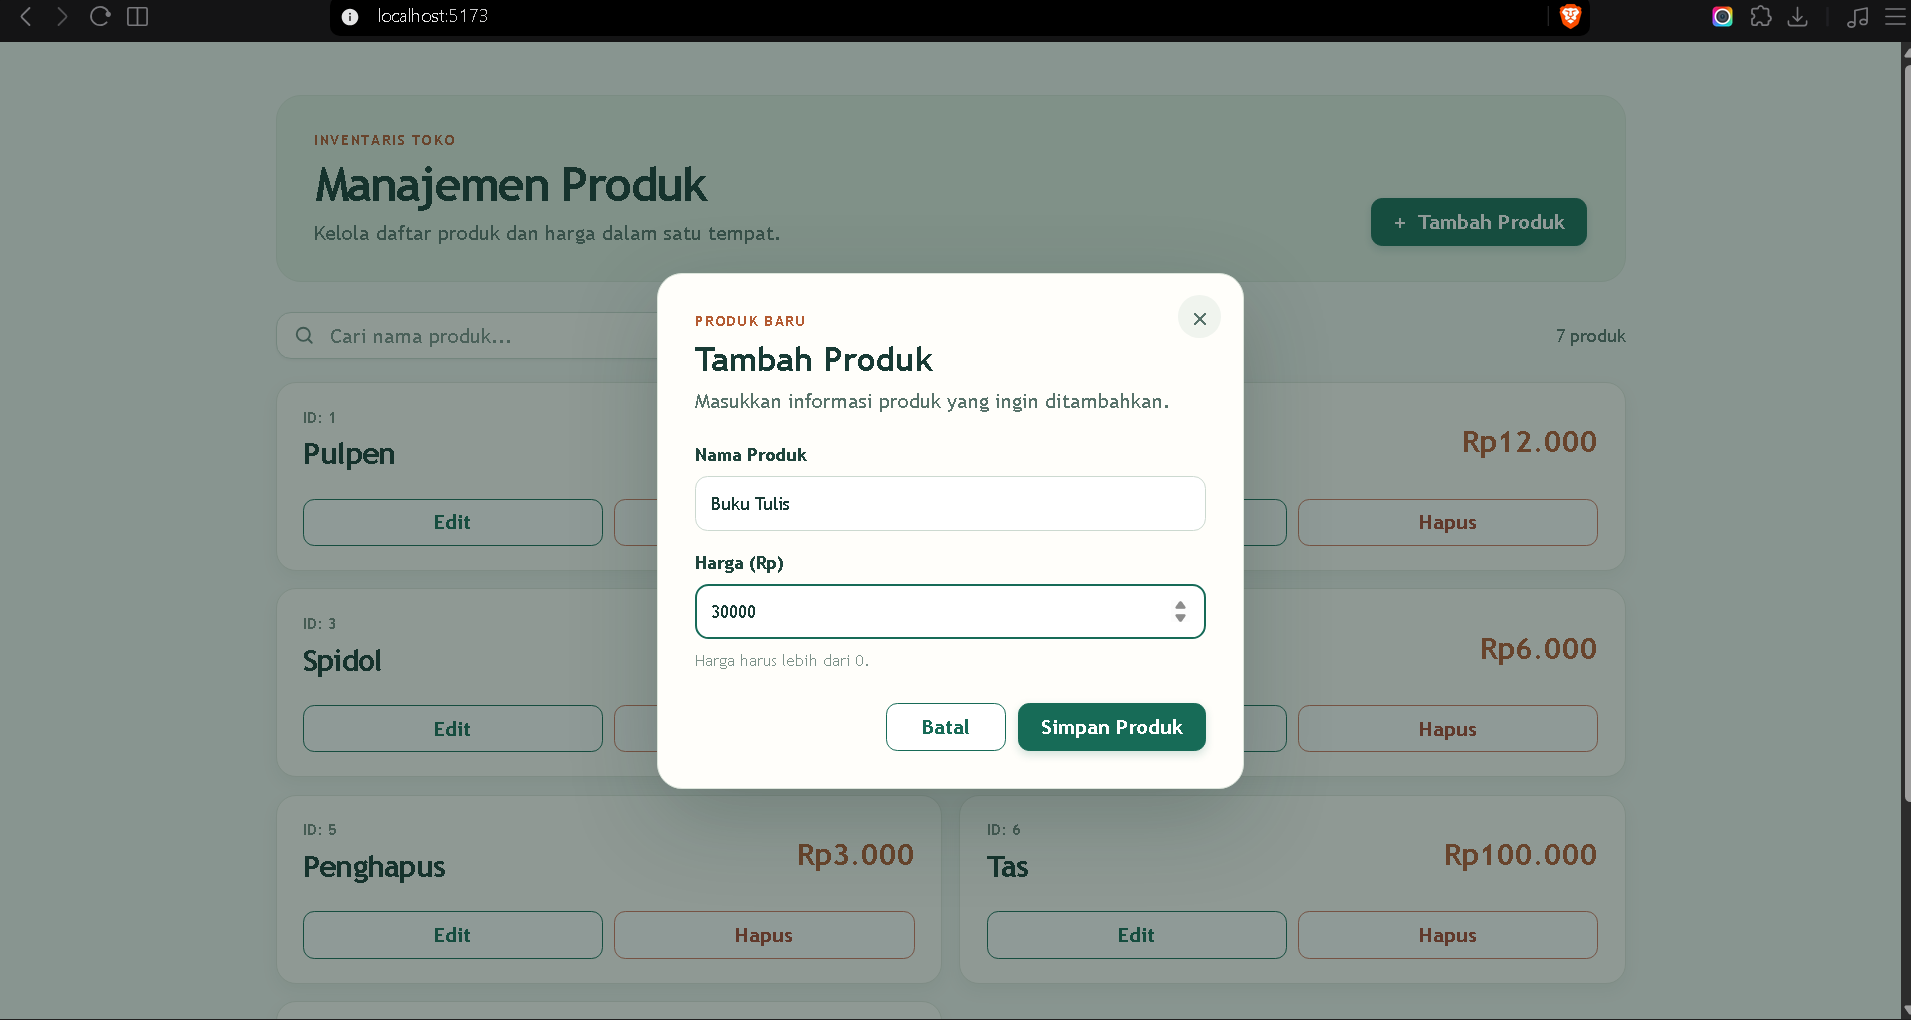 localhost:5173
INVENTARIS TOKO
Manajemen Produk
Kelola daftar produk dan harga dalam satu tempat.
+ Tambah Produk
Cari nama produk...
7 produk
PRODUK BARU
Tambah Produk
Masukkan informasi produk yang ingin ditambahkan.
Nama Produk
Buku Tulis
Harga (Rp)
30000
Harga harus lebih dari 0.
Batal
Simpan Produk
ID: 1
Pulpen
Edit
Rp12.000
Hapus
ID: 3
Spidol
Edit
Rp6.000
Hapus
ID: 5
Penghapus
Rp3.000
Edit
Hapus
ID: 6
Tas
Rp100.000
Edit
Hapus